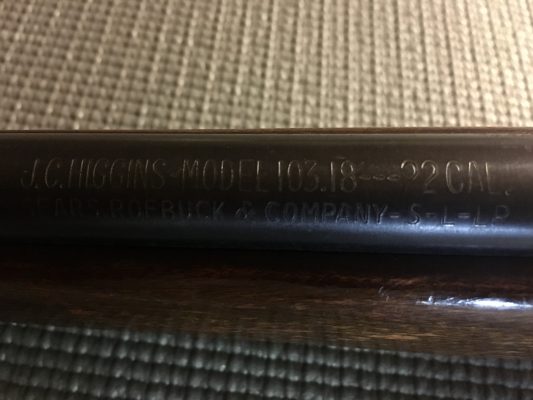 J.C. HIGGINS-MODEL 103.18----22 CAL.
SEARS ROEBUCK & COMPANY-S-L-LR